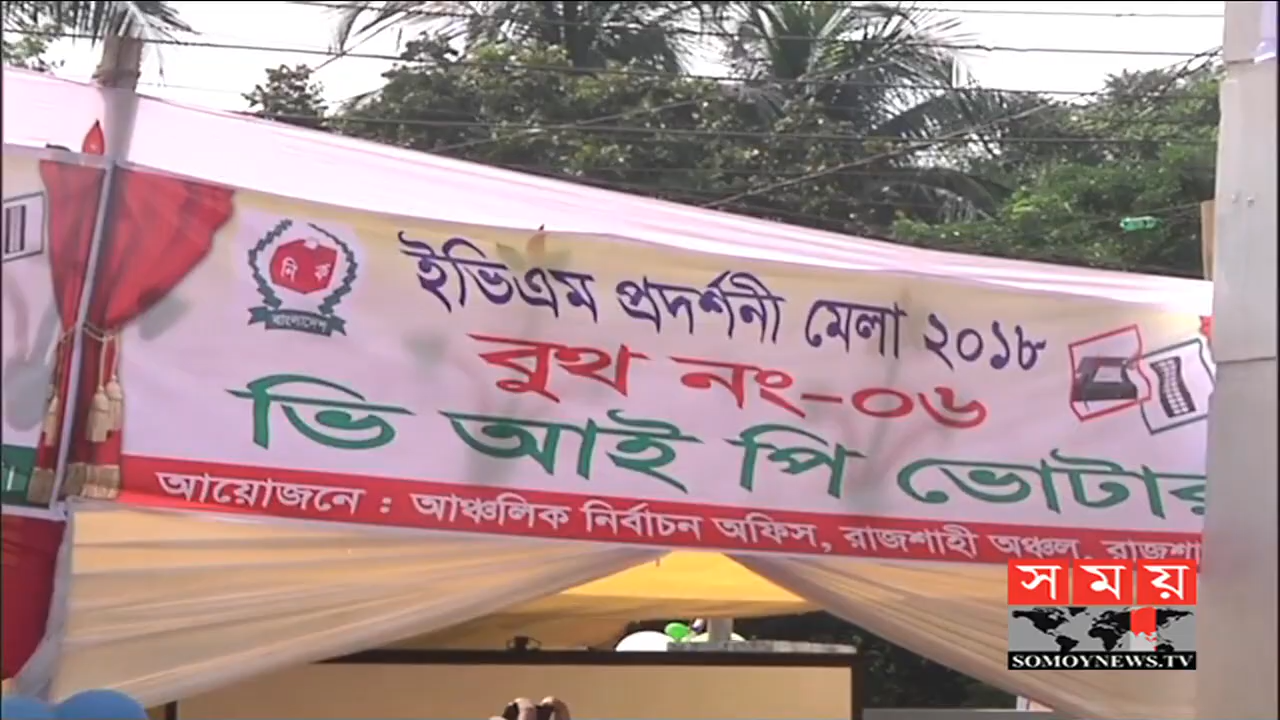 নি ক
বাংলাদেশ
ইভিএম প্রদর্শনী মেলা ২০১৮
বুথ নং-০৬
ভি আই পি ভোটার
আয়োজনে : আঞ্চলিক নির্বাচন অফিস, রাজশাহী অঞ্চল, রাজশা
সময়
SOMOYNEWS.TV